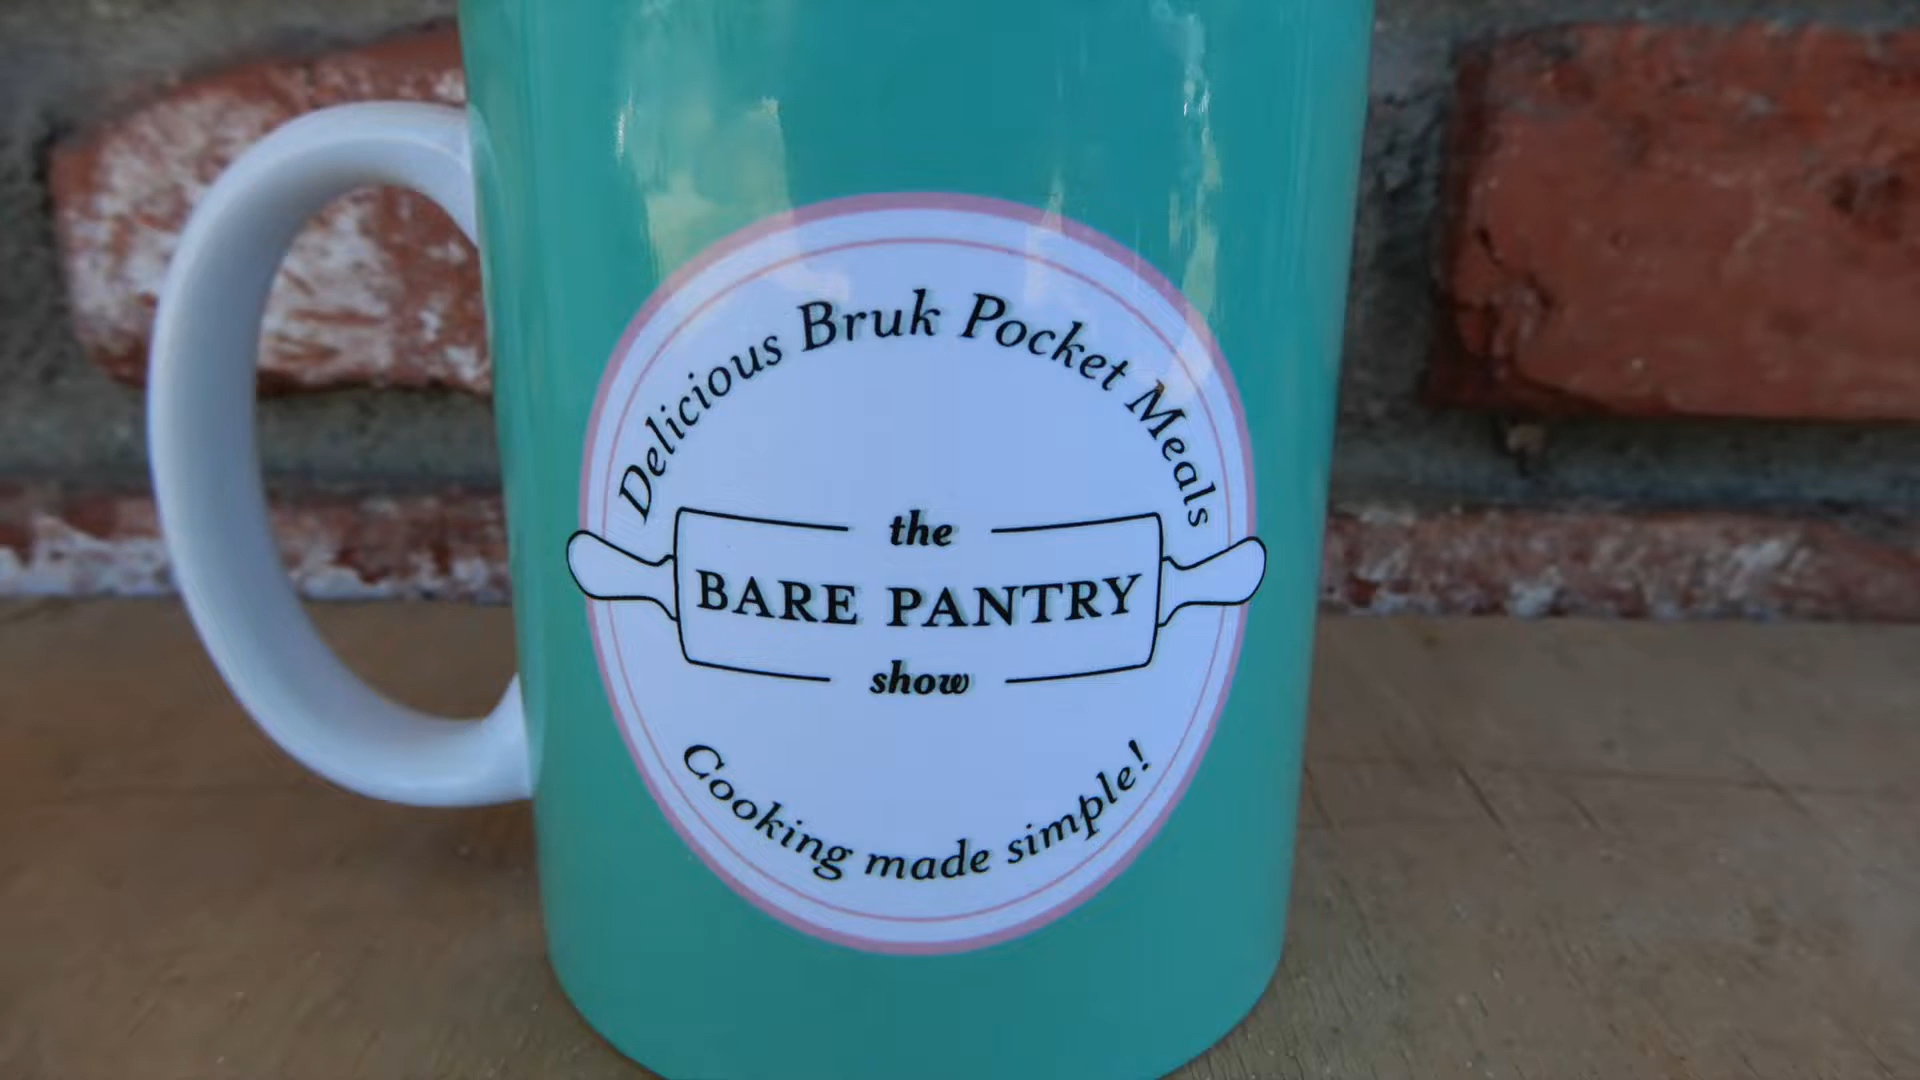 Delicious Bruk Pocket Meals
the
BARE PANTRY
show
Cooking made simple!